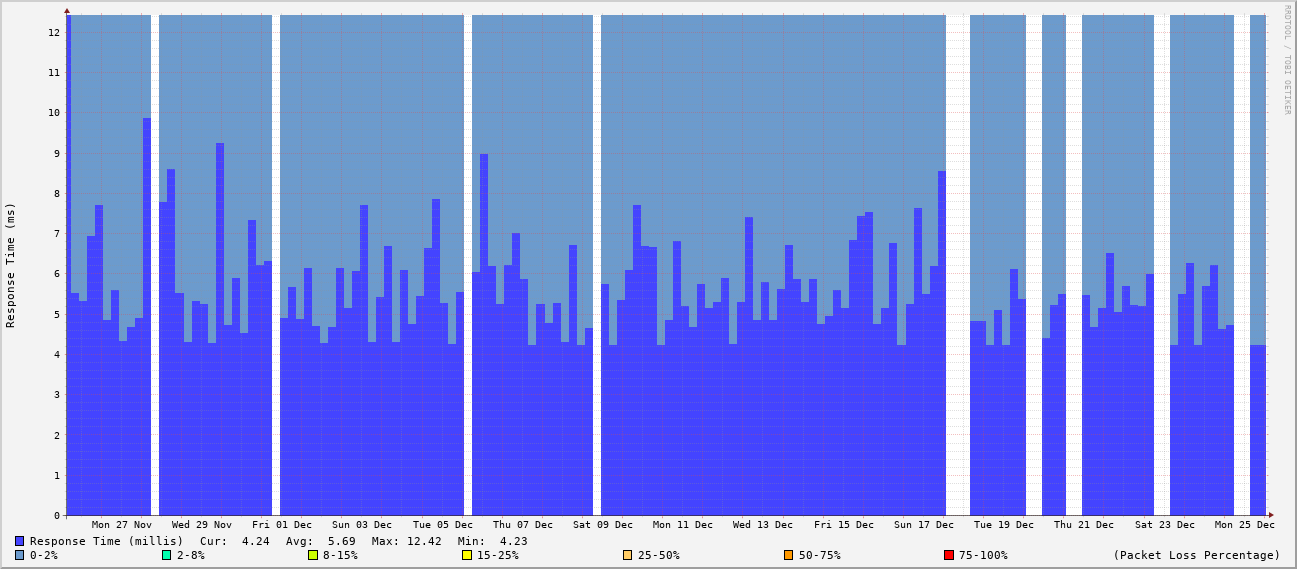 RRDTOOL / TOBI OETIKER
Response Time (ms)
12
11
10
9
8
7
6
5
4
3
2
1
0
Mon 27 Nov Wed 29 Nov Fri 01 Dec Sun 03 Dec Tue 05 Dec Thu 07 Dec Sat 09 Dec Mon 11 Dec Wed 13 Dec Fri 15 Dec Sun 17 Dec Tue 19 Dec Thu 21 Dec Sat 23 Dec Mon 25 Dec
Response Time (millis) Cur: 4.24 Avg: 5.69 Max: 12.42 Min: 4.23
0-2% 2-8% 8-15% 15-25% 25-50% 50-75% 75-100% (Packet Loss Percentage)